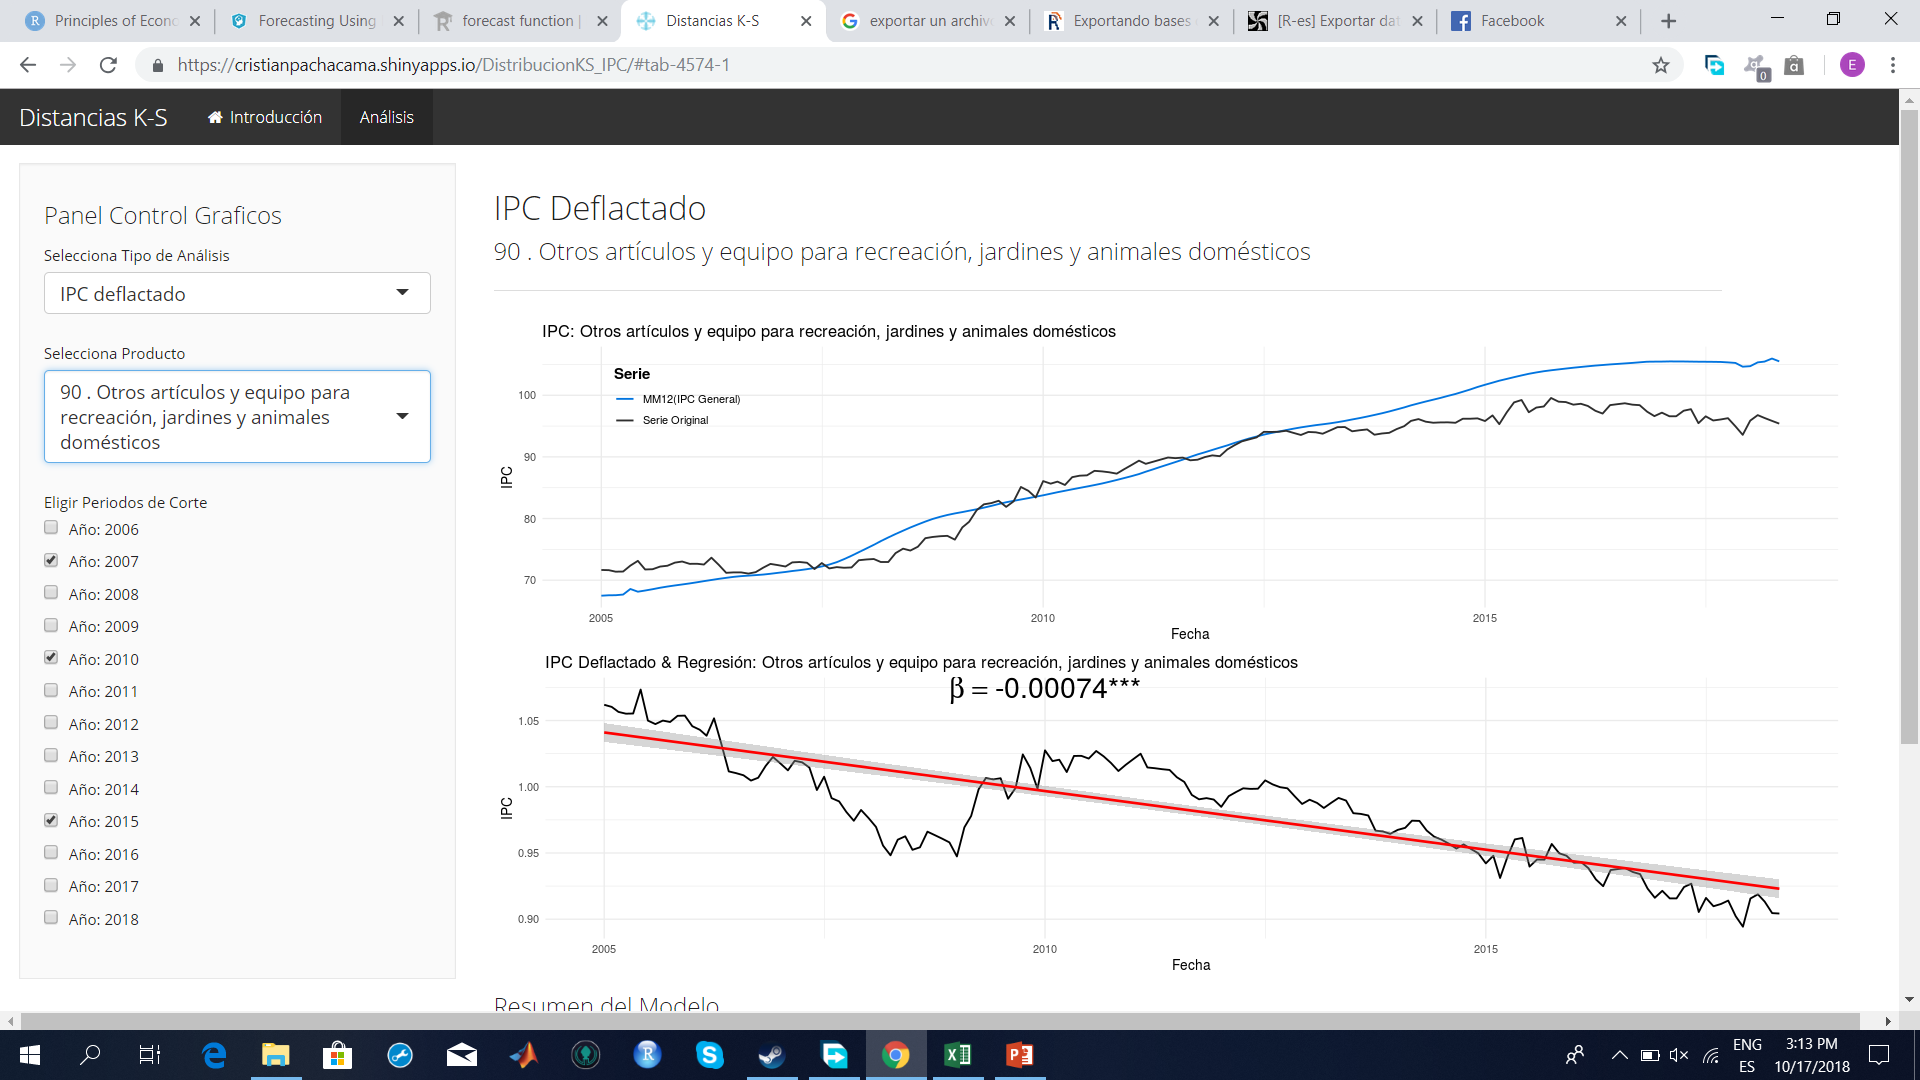 Principles of Econo
Forecasting Using
forecast function |
Distancias K-S
exportar un archivo
Exportando bases
[R-es] Exportar dat
Facebook
https://cristianpachacama.shinyapps.io/DistribucionKS_IPC/#tab-4574-1
0
a
E
Distancias K-S
Introducción
Análisis
Panel Control Graficos
Selecciona Tipo de Análisis
IPC deflactado
Selecciona Producto
90 . Otros artículos y equipo para
recreación, jardines y animales
domésticos
Eligir Periodos de Corte
Año: 2006
Año: 2007
Año: 2008
Año: 2009
Año: 2010
Año: 2011
Año: 2012
Año: 2013
Año: 2014
Año: 2015
Año: 2016
Año: 2017
Año: 2018
IPC Deflactado
90 . Otros artículos y equipo para recreación, jardines y animales domésticos
IPC: Otros artículos y equipo para recreación, jardines y animales domésticos
Serie
MM12(IPC General)
Serie Original
100
90
80
70
IPC
2005
2010
2015
Fecha
IPC Deflactado & Regresión: Otros artículos y equipo para recreación, jardines y animales domésticos
β = -0.00074***
1.05
1.00
0.95
0.90
IPC
2005
2010
2015
Fecha
Resumen del Modelo
ENG
ES
3:13 PM
10/17/2018